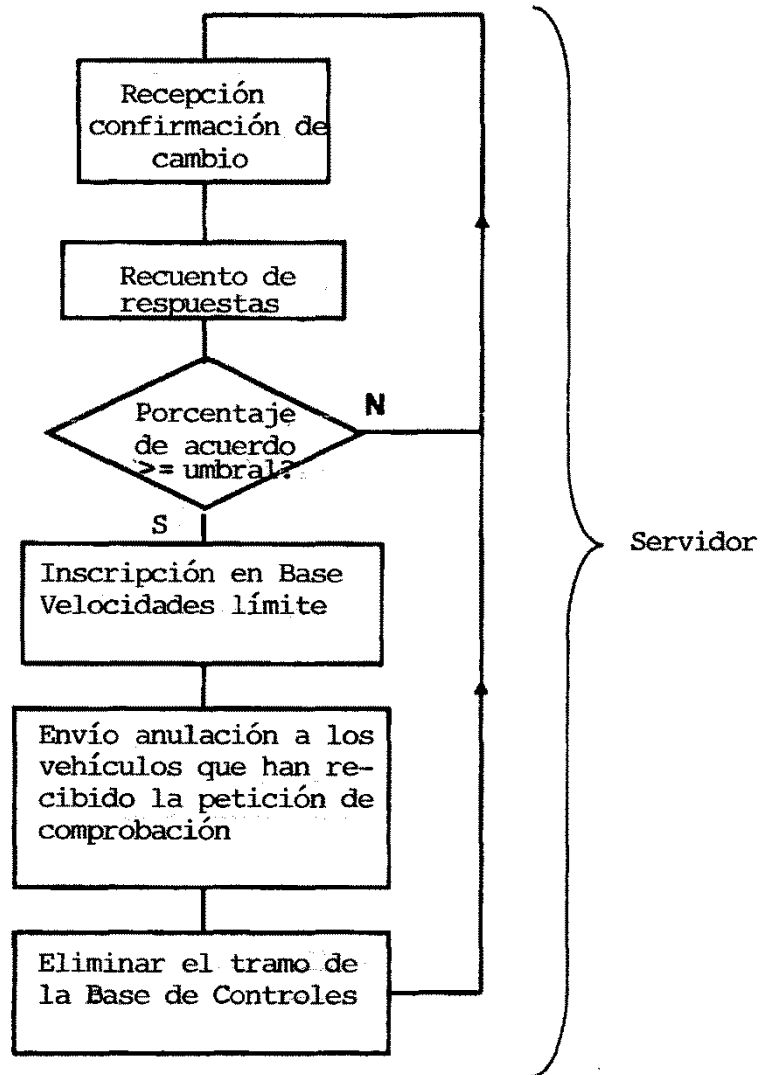 Recepción
confirmación de
cambio
Recuento de
respuestas
Porcentaje
de acuerdo
>= umbral?
N
S
Inscripción en Base
Velocidades límite
Envío anulación a los
vehículos que han re-
cibido la petición de
comprobación
Eliminar el tramo de
la Base de Controles
Servidor